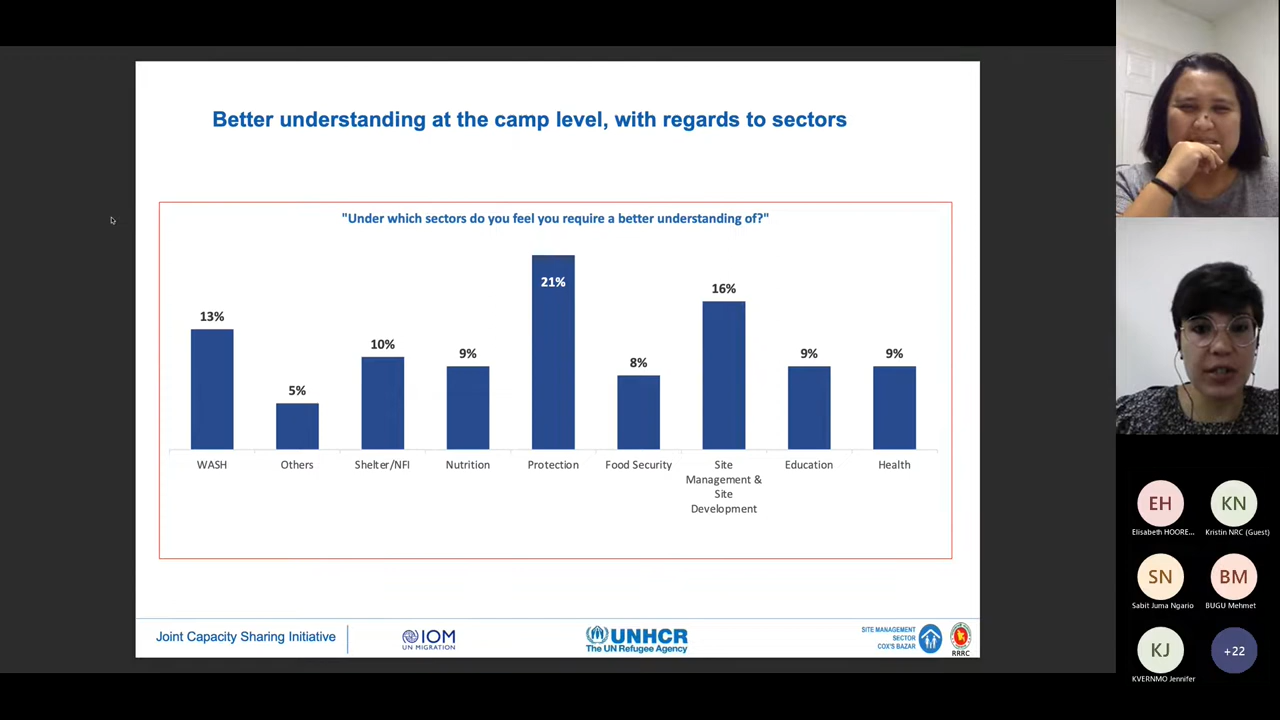 Better understanding at the camp level, with regards to sectors
"Under which sectors do you feel you require a better understanding of?"
13%
5%
10%
9%
21%
8%
16%
9%
9%
WASH
Others
Shelter/NFI
Nutrition
Protection
Food Security
Site
Management &
Site
Development
Education
Health
Joint Capacity Sharing Initiative
IOM
UN MIGRATION
UNHCR
The UN Refugee Agency
SITE MANAGEMENT
SECTOR
COX'S BAZAR
RRRC
EH
Elisabeth HOORE...
KN
Kristin NRC (Guest)
SN
Sabit Juma Ngario
BM
BUGU Mehmet
KJ
KVERNMO Jennifer
+22